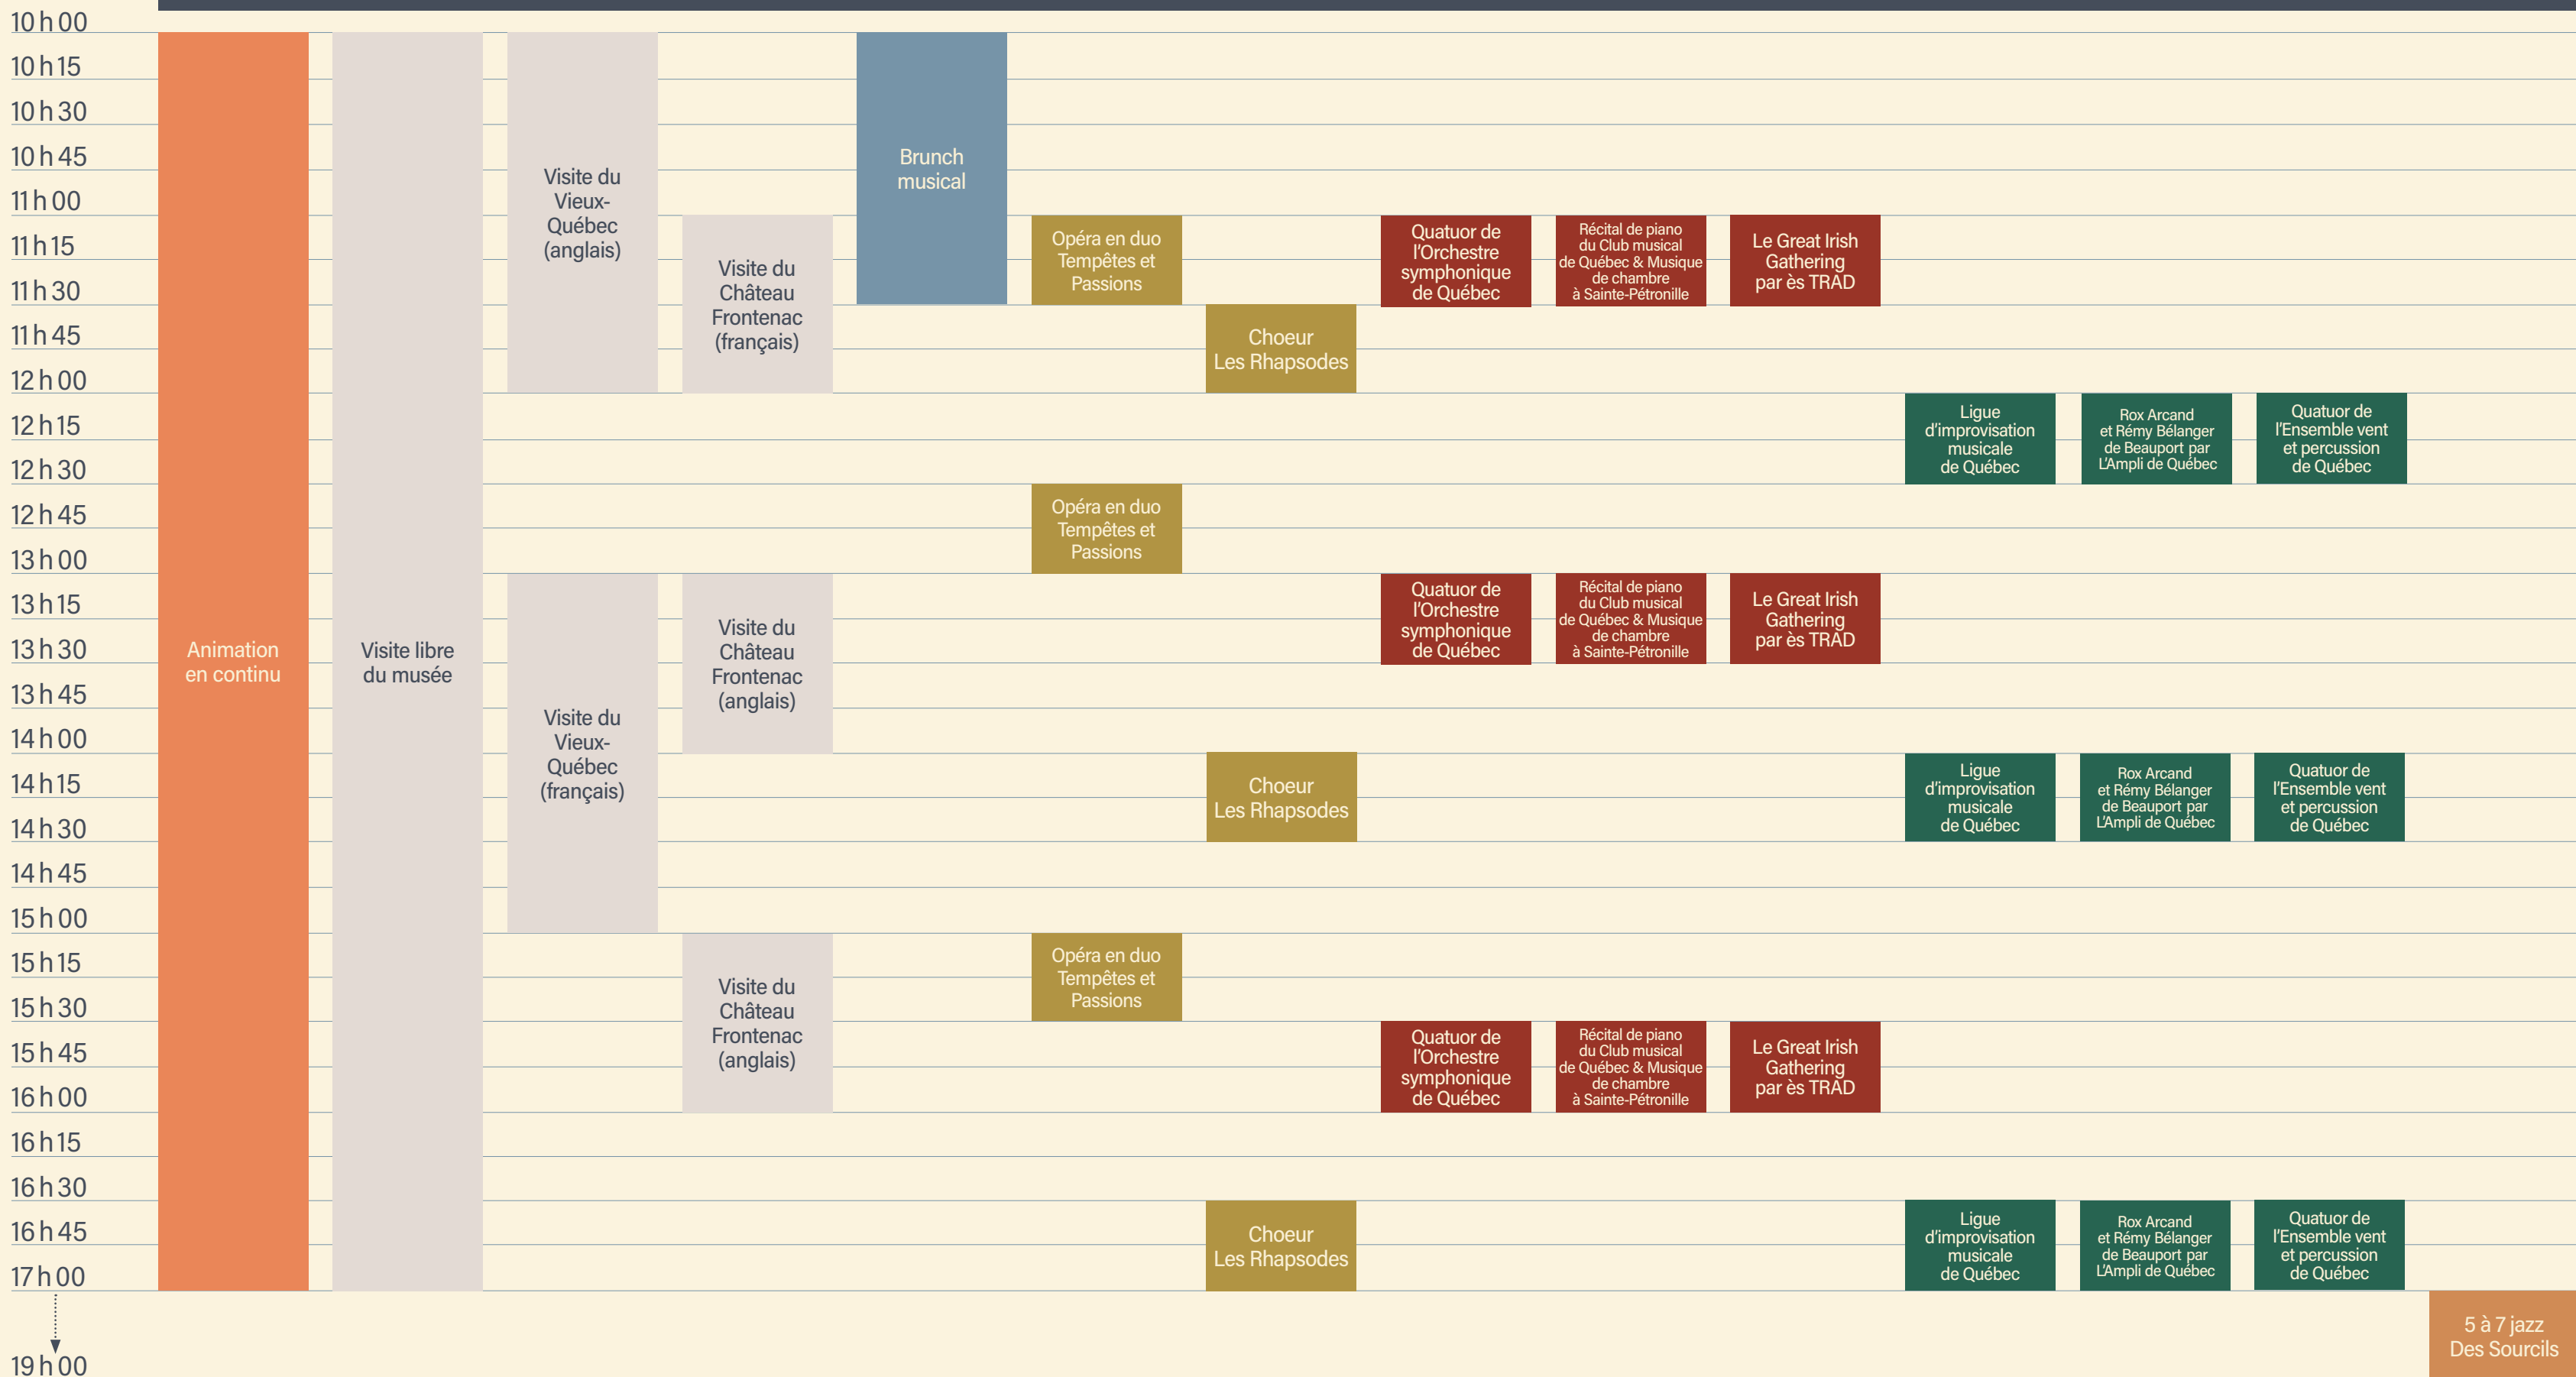 10 h 00
10 h 15
10 h 30
10 h 45
11 h 00
11 h 15
11 h 30
11 h 45
12 h 00
12 h 15
12 h 30
12 h 45
13 h 00
13 h 15
13 h 30
13 h 45
14 h 00
14 h 15
14 h 30
14 h 45
15 h 00
15 h 15
15 h 30
15 h 45
16 h 00
16 h 15
16 h 30
16 h 45
17 h 00
19 h 00
Animation
en continu
Visite libre
du musée
Visite du
Vieux-
Québec
(anglais)
Visite du
Vieux-
Québec
(français)
Visite du
Château
Frontenac
(français)
Visite du
Château
Frontenac
(anglais)
Visite du
Château
Frontenac
(anglais)
Brunch
musical
Opéra en duo
Tempêtes et
Passions
Opéra en duo
Tempêtes et
Passions
Opéra en duo
Tempêtes et
Passions
Choeur
Les Rhapsodes
Choeur
Les Rhapsodes
Choeur
Les Rhapsodes
Quatuor de
l'Orchestre
symphonique
de Québec
Quatuor de
l'Orchestre
symphonique
de Québec
Quatuor de
l'Orchestre
symphonique
de Québec
Récital de piano
du Club musical
de Québec & Musique
de chambre
à Sainte-Pétronille
Récital de piano
du Club musical
de Québec & Musique
de chambre
à Sainte-Pétronille
Récital de piano
du Club musical
de Québec & Musique
de chambre
à Sainte-Pétronille
Le Great Irish
Gathering
par ès TRAD
Le Great Irish
Gathering
par ès TRAD
Le Great Irish
Gathering
par ès TRAD
Ligue
d'improvisation
musicale
de Québec
Ligue
d'improvisation
musicale
de Québec
Ligue
d'improvisation
musicale
de Québec
Rox Arcand
et Rémy Bélanger
de Beauport par
L'Ampli de Québec
Rox Arcand
et Rémy Bélanger
de Beauport par
L'Ampli de Québec
Rox Arcand
et Rémy Bélanger
de Beauport par
L'Ampli de Québec
Quatuor de
l'Ensemble vent
et percussion
de Québec
Quatuor de
l'Ensemble vent
et percussion
de Québec
Quatuor de
l'Ensemble vent
et percussion
de Québec
5 à 7 jazz
Des Sourcils